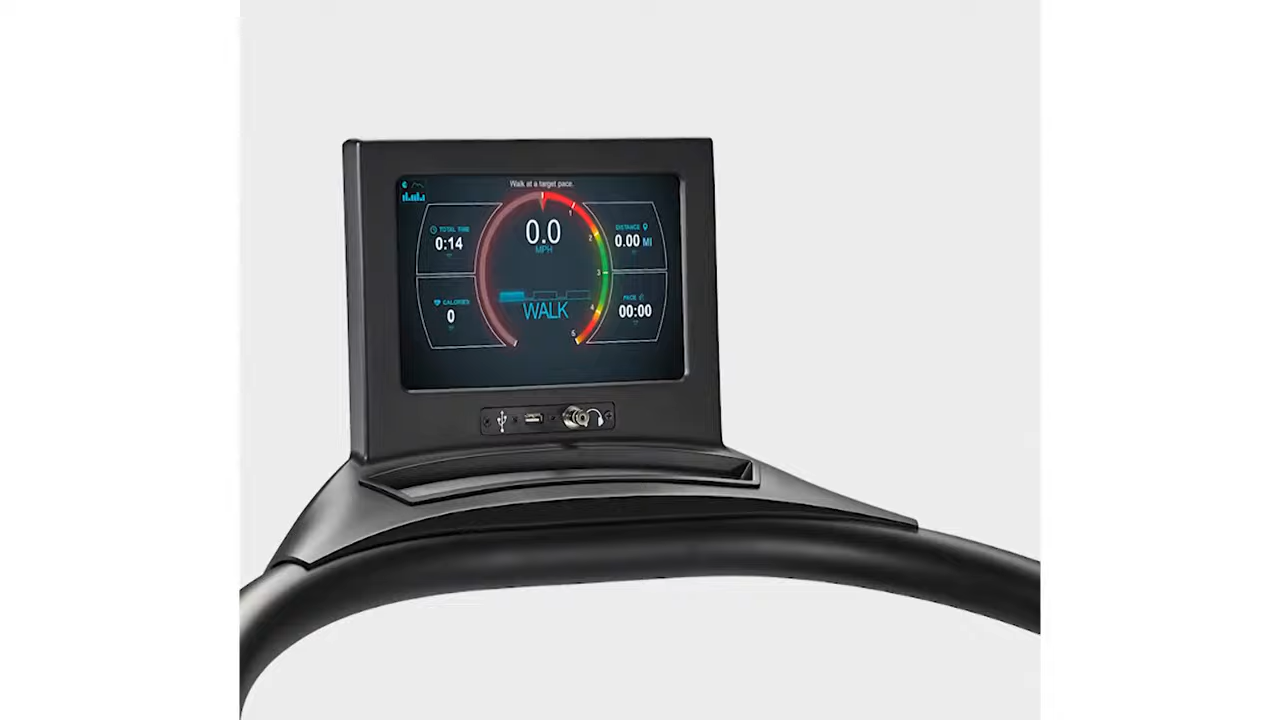 Walk at a target pace.
TOTAL TIME
0:14
CALORIES
0
0.0
MPH
WALK
1
2
3
4
5
DISTANCE
0.00 MI
PACE
00:00